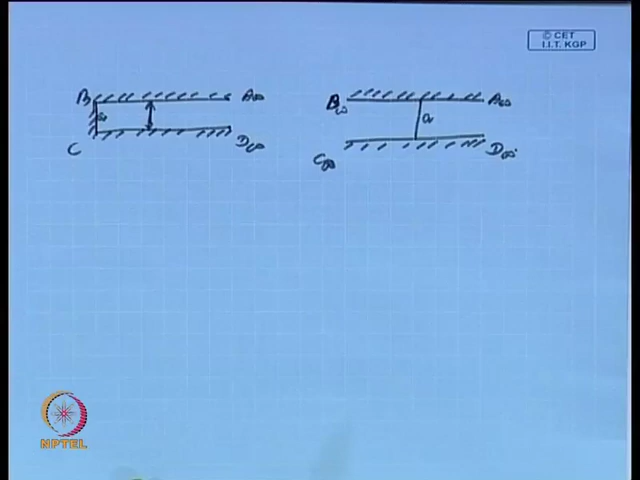 © CET
I.I.T. KGP
B A∞ B∞ A∞
a a
C D∞ C∞ D∞
NPTEL